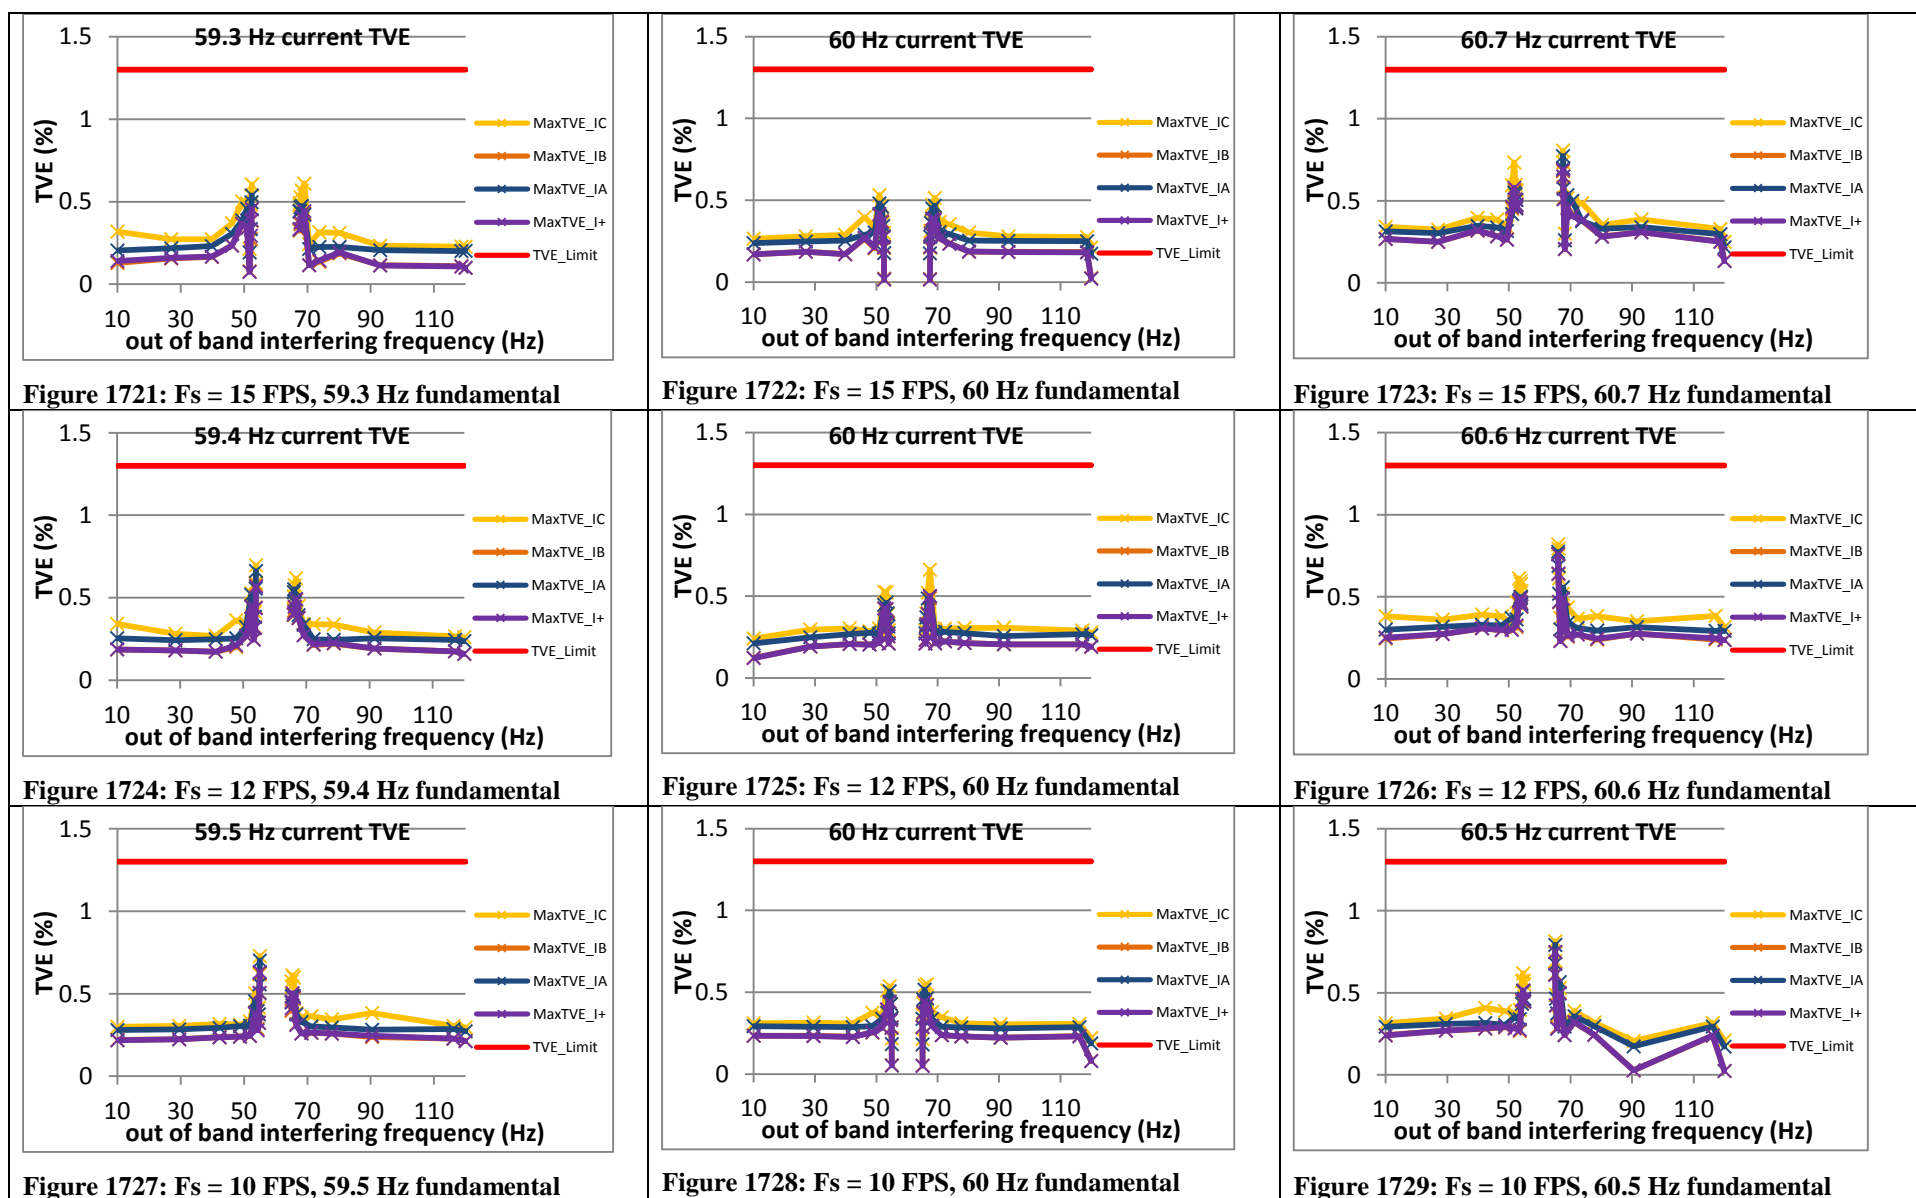 59.3 Hz current TVE
1.5
1
0.5
0
TVE (%)
10 30 50 70 90 110
out of band interfering frequency (Hz)
MaxTVE_IC
MaxTVE_IB
MaxTVE_IA
MaxTVE_I+
TVE_Limit
Figure 1721: Fs = 15 FPS, 59.3 Hz fundamental
60 Hz current TVE
1.5
1
0.5
0
TVE (%)
10 30 50 70 90 110
out of band interfering frequency (Hz)
MaxTVE_IC
MaxTVE_IB
MaxTVE_IA
MaxTVE_I+
TVE_Limit
Figure 1722: Fs = 15 FPS, 60 Hz fundamental
60.7 Hz current TVE
1.5
1
0.5
0
TVE (%)
10 30 50 70 90 110
out of band interfering frequency (Hz)
MaxTVE_IC
MaxTVE_IB
MaxTVE_IA
MaxTVE_I+
TVE_Limit
Figure 1723: Fs = 15 FPS, 60.7 Hz fundamental
59.4 Hz current TVE
1.5
1
0.5
0
TVE (%)
10 30 50 70 90 110
out of band interfering frequency (Hz)
MaxTVE_IC
MaxTVE_IB
MaxTVE_IA
MaxTVE_I+
TVE_Limit
Figure 1724: Fs = 12 FPS, 59.4 Hz fundamental
60 Hz current TVE
1.5
1
0.5
0
TVE (%)
10 30 50 70 90 110
out of band interfering frequency (Hz)
MaxTVE_IC
MaxTVE_IB
MaxTVE_IA
MaxTVE_I+
TVE_Limit
Figure 1725: Fs = 12 FPS, 60 Hz fundamental
60.6 Hz current TVE
1.5
1
0.5
0
TVE (%)
10 30 50 70 90 110
out of band interfering frequency (Hz)
MaxTVE_IC
MaxTVE_IB
MaxTVE_IA
MaxTVE_I+
TVE_Limit
Figure 1726: Fs = 12 FPS, 60.6 Hz fundamental
59.5 Hz current TVE
1.5
1
0.5
0
TVE (%)
10 30 50 70 90 110
out of band interfering frequency (Hz)
MaxTVE_IC
MaxTVE_IB
MaxTVE_IA
MaxTVE_I+
TVE_Limit
Figure 1727: Fs = 10 FPS, 59.5 Hz fundamental
60 Hz current TVE
1.5
1
0.5
0
TVE (%)
10 30 50 70 90 110
out of band interfering frequency (Hz)
MaxTVE_IC
MaxTVE_IB
MaxTVE_IA
MaxTVE_I+
TVE_Limit
Figure 1728: Fs = 10 FPS, 60 Hz fundamental
60.5 Hz current TVE
1.5
1
0.5
0
TVE (%)
10 30 50 70 90 110
out of band interfering frequency (Hz)
MaxTVE_IC
MaxTVE_IB
MaxTVE_IA
MaxTVE_I+
TVE_Limit
Figure 1729: Fs = 10 FPS, 60.5 Hz fundamental